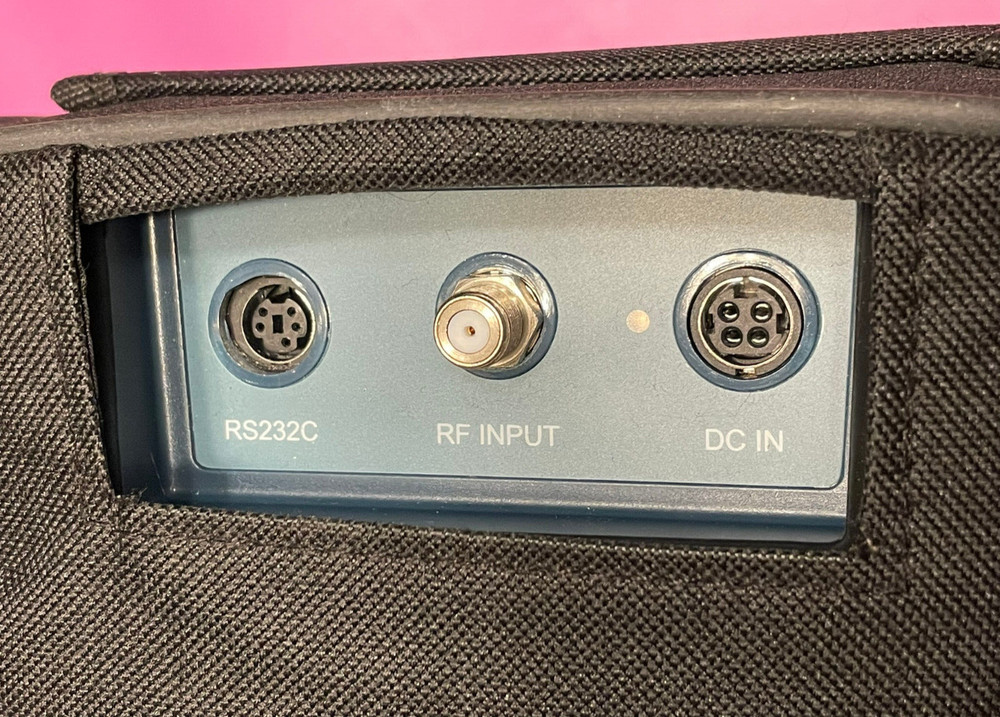 RS232C
RF INPUT
DC IN